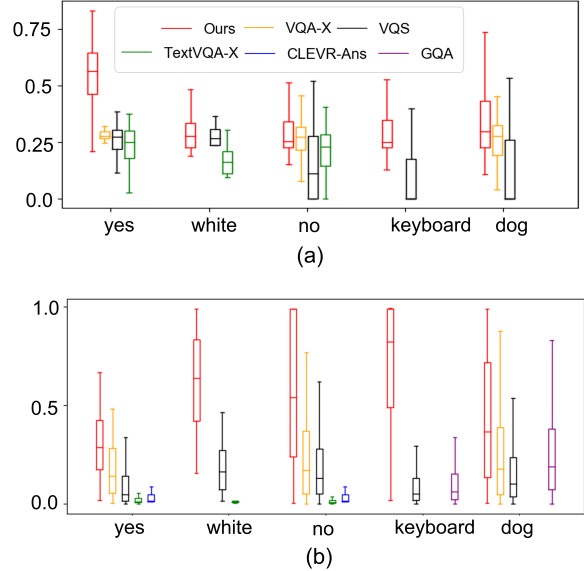 0.75
0.5
0.25
0.0
Ours VQA-X VQS
TextVQA-X CLEVR-Ans GQA
yes white no keyboard dog
(a)
1.0
0.5
0.0
yes white no keyboard dog
(b)